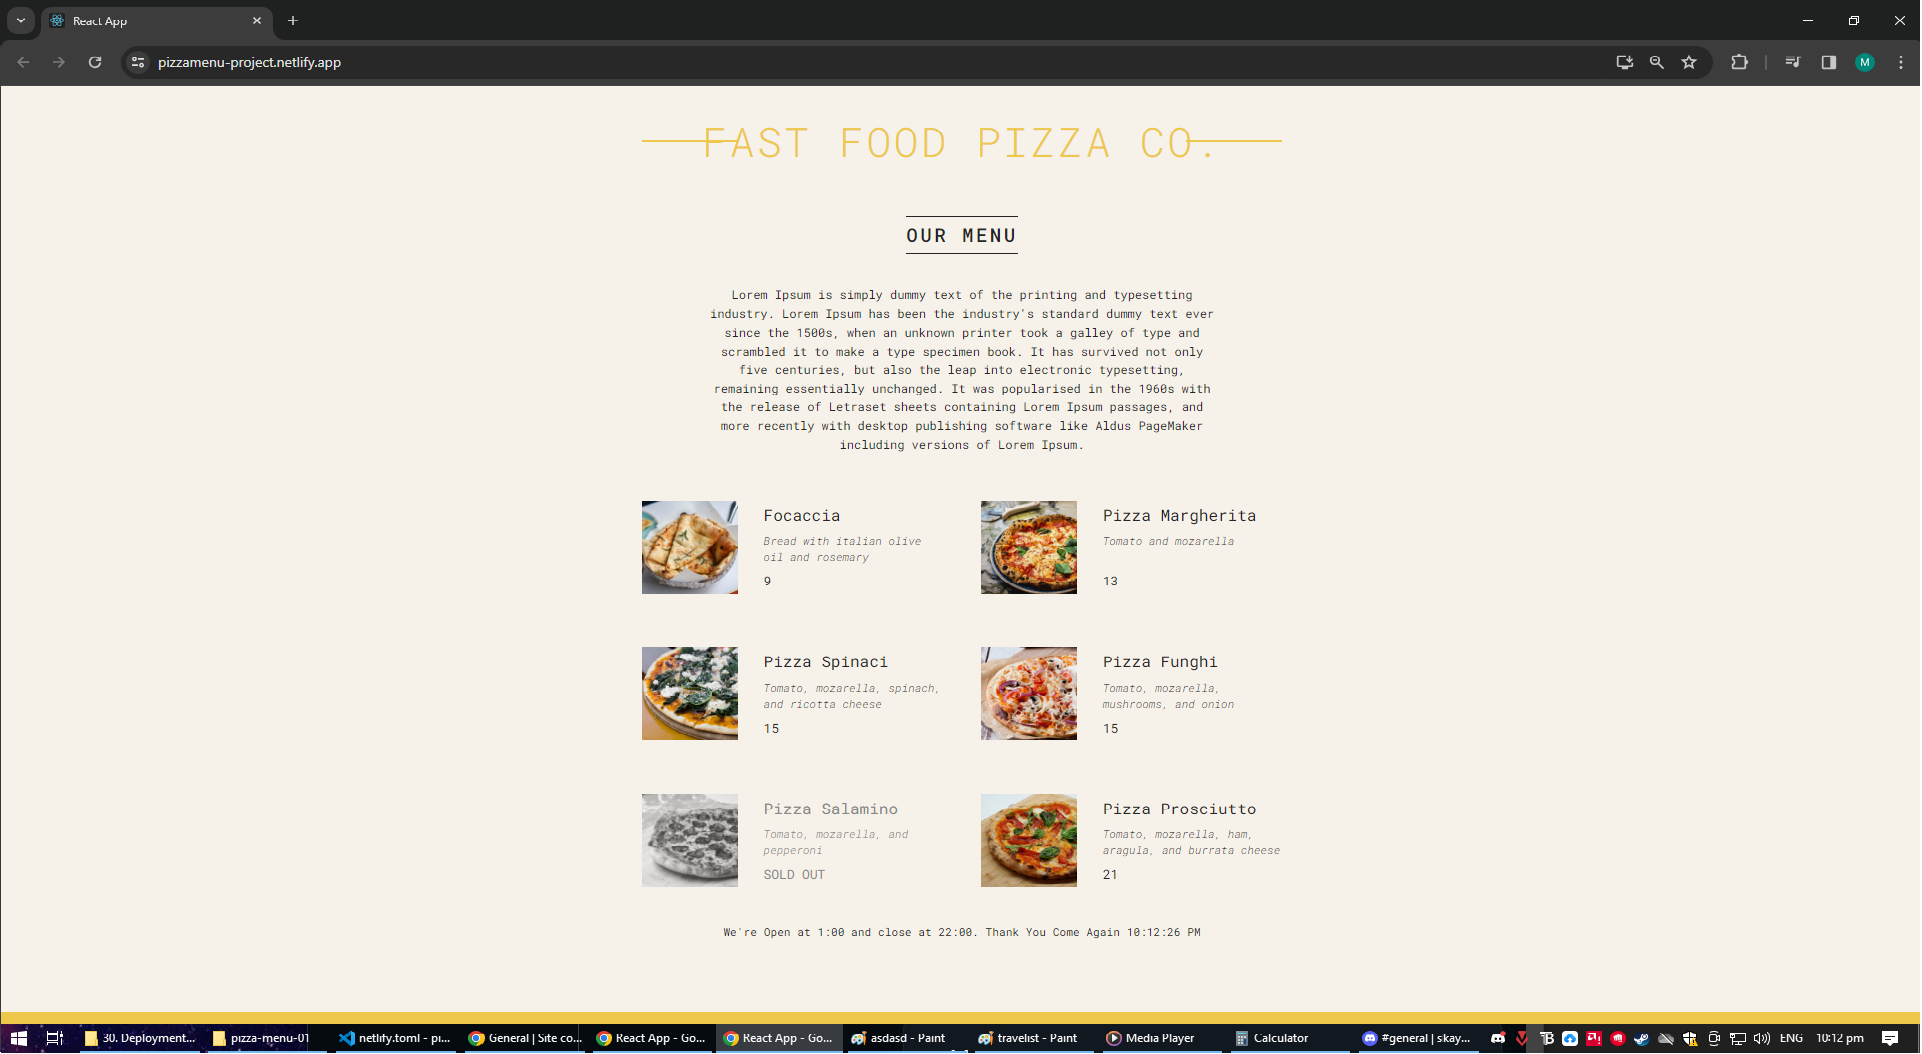 React App
pizzamenu-project.netlify.app
M
FAST FOOD PIZZA CO.
OUR MENU
Lorem Ipsum is simply dummy text of the printing and typesetting
industry. Lorem Ipsum has been the industry's standard dummy text ever
since the 1500s, when an unknown printer took a galley of type and
scrambled it to make a type specimen book. It has survived not only
five centuries, but also the leap into electronic typesetting,
remaining essentially unchanged. It was popularised in the 1960s with
the release of Letraset sheets containing Lorem Ipsum passages, and
more recently with desktop publishing software like Aldus PageMaker
including versions of Lorem Ipsum.
Focaccia
Bread with italian olive
oil and rosemary
9
Pizza Margherita
Tomato and mozarella
13
Pizza Spinaci
Tomato, mozarella, spinach,
and ricotta cheese
15
Pizza Funghi
Tomato, mozarella,
mushrooms, and onion
15
Pizza Salamino
Tomato, mozarella, and
pepperoni
SOLD OUT
Pizza Prosciutto
Tomato, mozarella, ham,
aragula, and burrata cheese
21
We're Open at 1:00 and close at 22:00. Thank You Come Again 10:12:26 PM
30. Deployment...
pizza-menu-01
netlify.toml - pi...
General | Site co...
React App - Go...
React App - Go...
asdasd - Paint
travelist - Paint
Media Player
Calculator
#general | skay...
ENG
10:12 pm